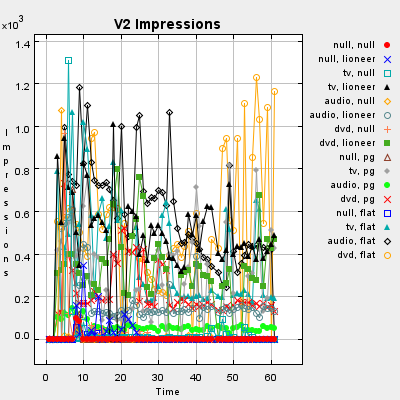 V2 Impressions
x10³
1.4
1.2
1.0
0.8
0.6
0.4
0.2
0.0
Impressions
0 10 20 30 40 50 60
Time
null, null
null, lioneer
tv, null
tv, lioneer
audio, null
audio, lioneer
dvd, null
dvd, lioneer
null, pg
tv, pg
audio, pg
dvd, pg
null, flat
tv, flat
audio, flat
dvd, flat